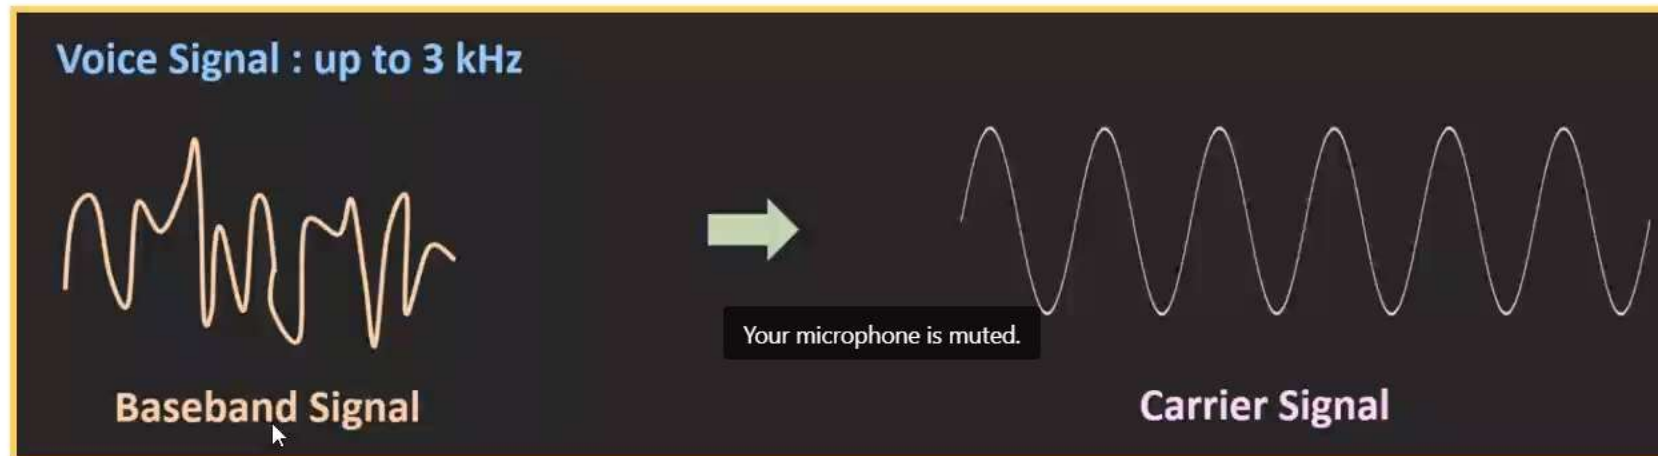 Voice Signal : up to 3 kHz
Your microphone is muted.
Baseband Signal
Carrier Signal